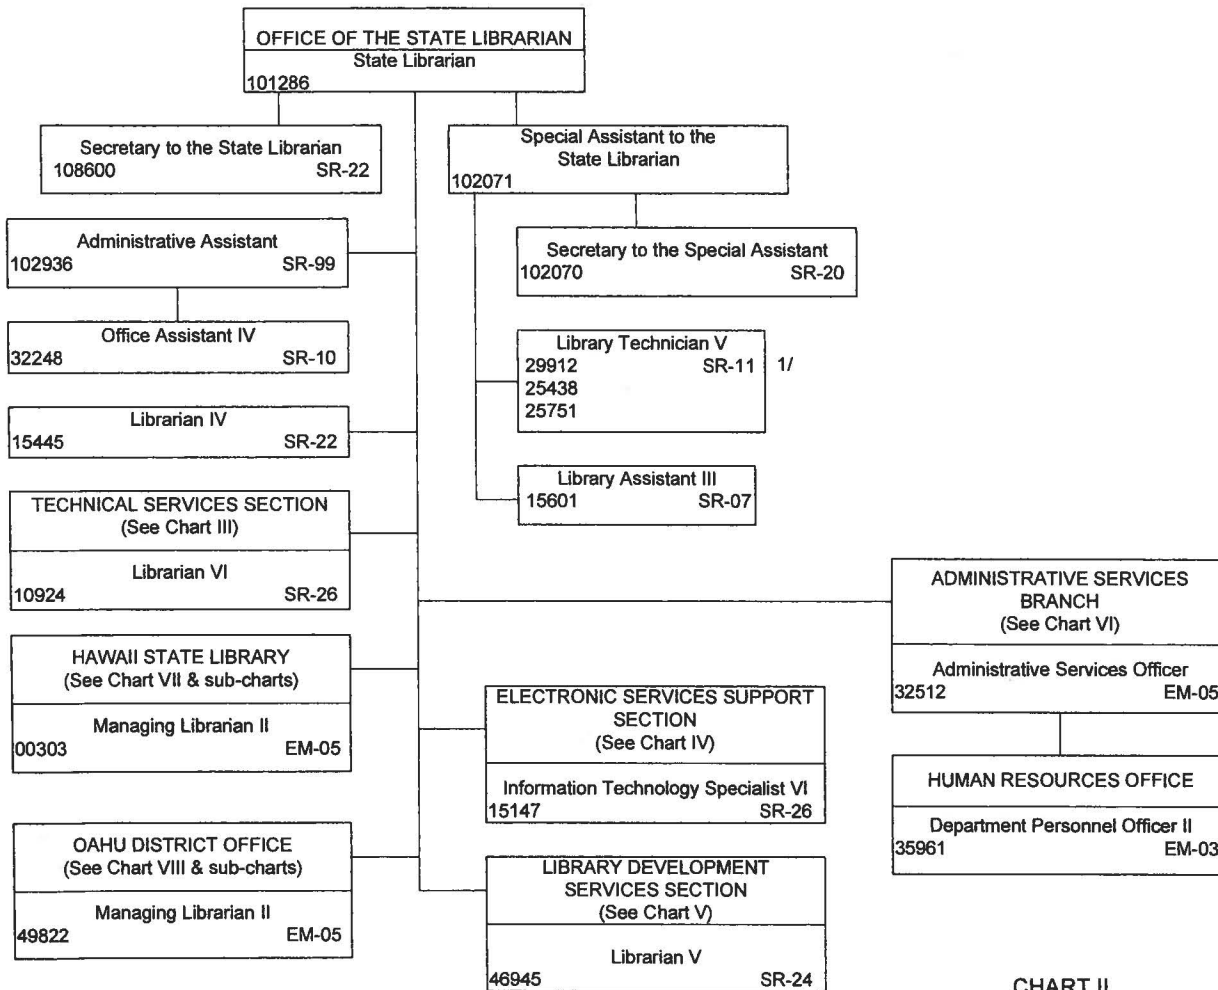 OFFICE OF THE STATE LIBRARIAN
State Librarian
101286
Secretary to the State Librarian
108600 SR-22
Special Assistant to the
State Librarian
102071
Administrative Assistant
102936 SR-99
Secretary to the Special Assistant
102070 SR-20
Office Assistant IV
32248 SR-10
Library Technician V
29912 SR-11 1/
25438
25751
Librarian IV
15445 SR-22
Library Assistant III
15601 SR-07
TECHNICAL SERVICES SECTION
(See Chart III)
Librarian VI
10924 SR-26
ADMINISTRATIVE SERVICES
BRANCH
(See Chart VI)
Administrative Services Officer
32512 EM-05
HAWAII STATE LIBRARY
(See Chart VII & sub-charts)
Managing Librarian II
00303 EM-05
ELECTRONIC SERVICES SUPPORT
SECTION
(See Chart IV)
Information Technology Specialist VI
15147 SR-26
HUMAN RESOURCES OFFICE
Department Personnel Officer II
35961 EM-03
OAHU DISTRICT OFFICE
(See Chart VIII & sub-charts)
Managing Librarian II
49822 EM-05
LIBRARY DEVELOPMENT
SERVICES SECTION
(See Chart V)
Librarian V
46945 SR-24
CHART II